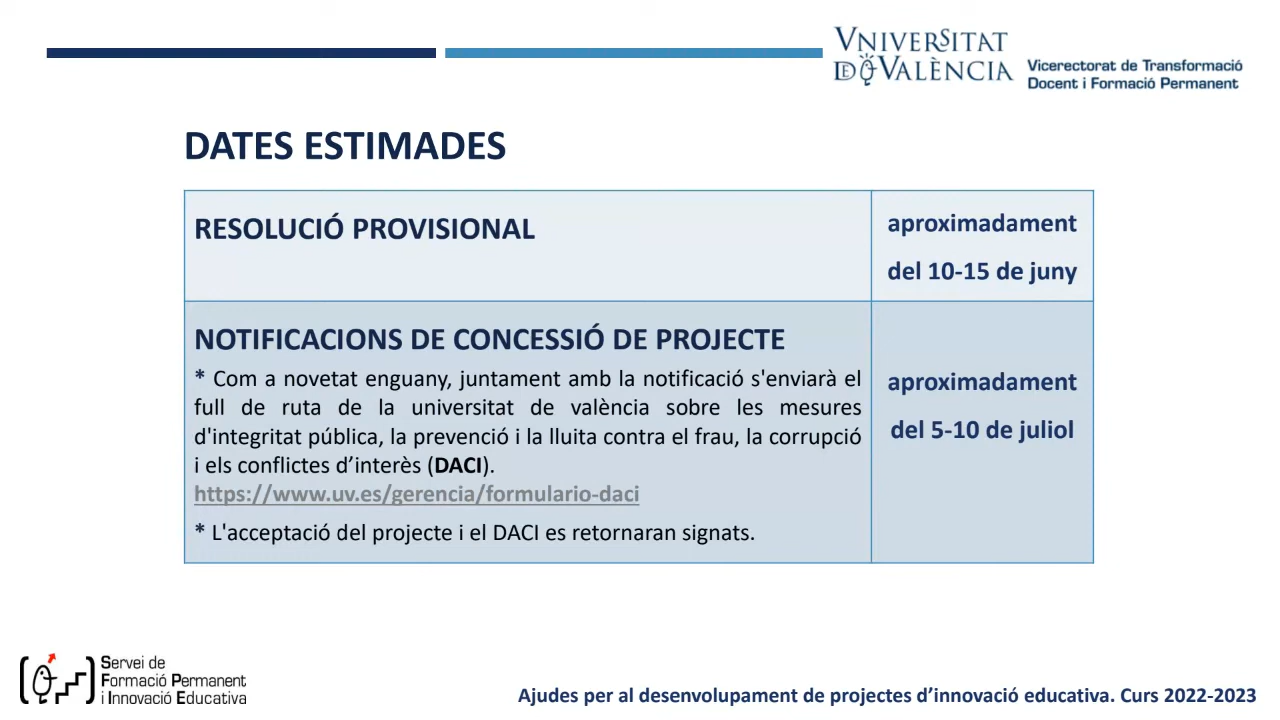 VNIVERSITAT
DE VALÈNCIA
Vicerectorat de Transformació
Docent i Formació Permanent
DATES ESTIMADES
RESOLUCIÓ PROVISIONAL
aproximadament
del 10-15 de juny
NOTIFICACIONS DE CONCESSIÓ DE PROJECTE
* Com a novetat enguany, juntament amb la notificació s'enviarà el
full de ruta de la universitat de valència sobre les mesures
d'integritat pública, la prevenció i la lluita contra el frau, la corrupció
i els conflictes d’interès (DACI).
https://www.uv.es/gerencia/formulario-daci
* L'acceptació del projecte i el DACI es retornaran signats.
aproximadament
del 5-10 de juliol
Servei de
Formació Permanent
i Innovació Educativa
Ajudes per al desenvolupament de projectes d’innovació educativa. Curs 2022-2023